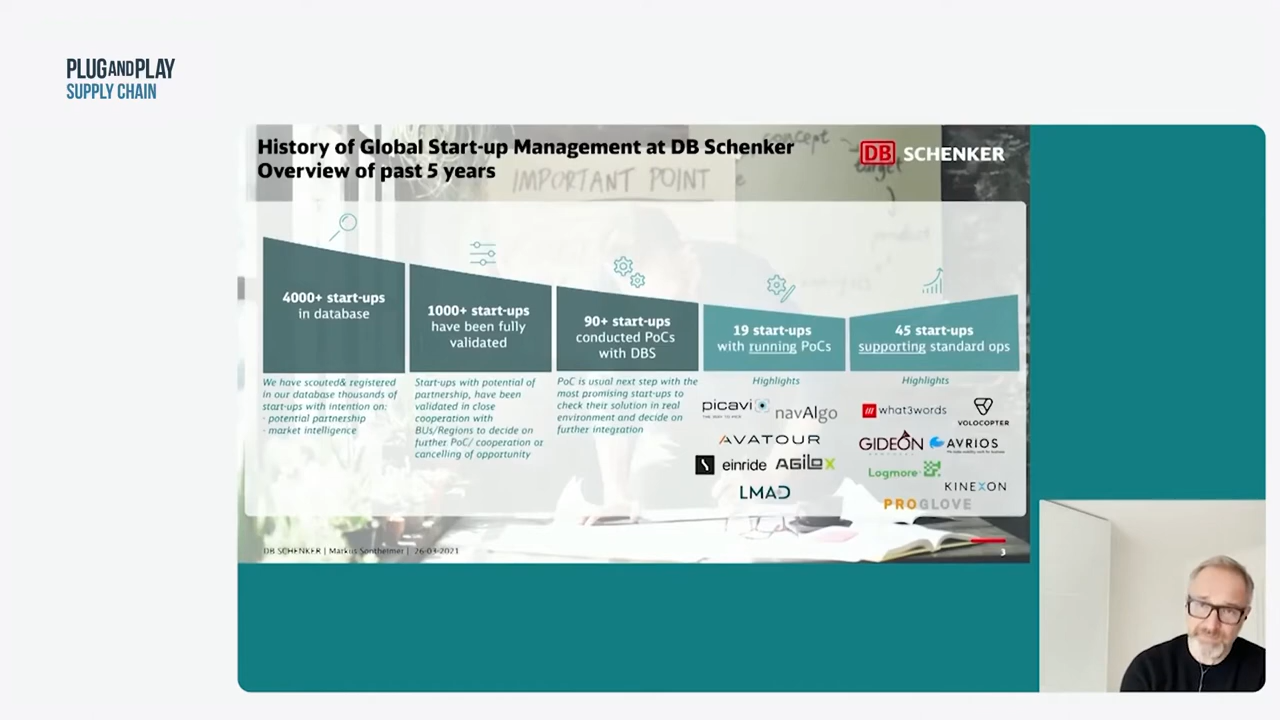 PLUGANDPLAY
SUPPLY CHAIN
History of Global Start-up Management at DB Schenker
Overview of past 5 years
DB SCHENKER
concept
target
IMPORTANT POINT
4000+ start-ups
in database
We have scouted& registered
in our database thousands of
start-ups with intention on:
- potential partnership
- market intelligence
1000+ start-ups
have been fully
validated
Start-ups with potential of
partnership, have been
validated in close
cooperation with
BUs/Regions to decide on
further PoC/ cooperation or
cancelling of opportunity
90+ start-ups
conducted PoCs
with DBS
PoC is usual next step with the
most promising start-ups to
check their solution in real
environment and decide on
further integration
19 start-ups
with running PoCs
Highlights
picavi
navAlgo
AVATOUR
einride AGILOX
LMAD
45 start-ups
supporting standard ops
Highlights
what3words
VOLOCOPTER
GIDEON
AVRIOS
Logmore
KINEXON
PROGLOVE
DB SCHENKER | Markus Sontheimer | 26-03-2021
3